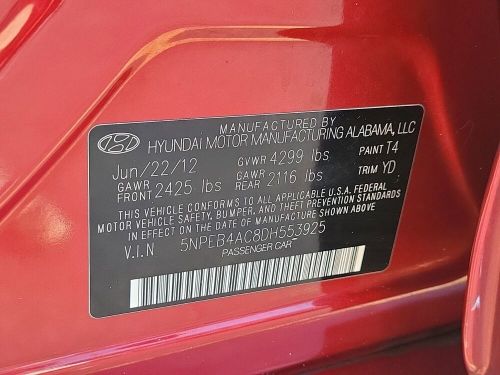 MANUFACTURED BY
HYUNDAI MOTOR MANUFACTURING ALABAMA, LLC
Jun/22/12 GVWR 4299 lbs PAINT T4
GAWR FRONT 2425 lbs GAWR REAR 2116 lbs TRIM YD
THIS VEHICLE CONFORMS TO ALL APPLICABLE U.S.A. FEDERAL
MOTOR VEHICLE SAFETY, BUMPER, AND THEFT PREVENTION STANDARDS
IN EFFECT ON THE DATE OF MANUFACTURE SHOWN ABOVE.
V.I.N 5NPEB4AC8DH553925
PASSENGER CAR